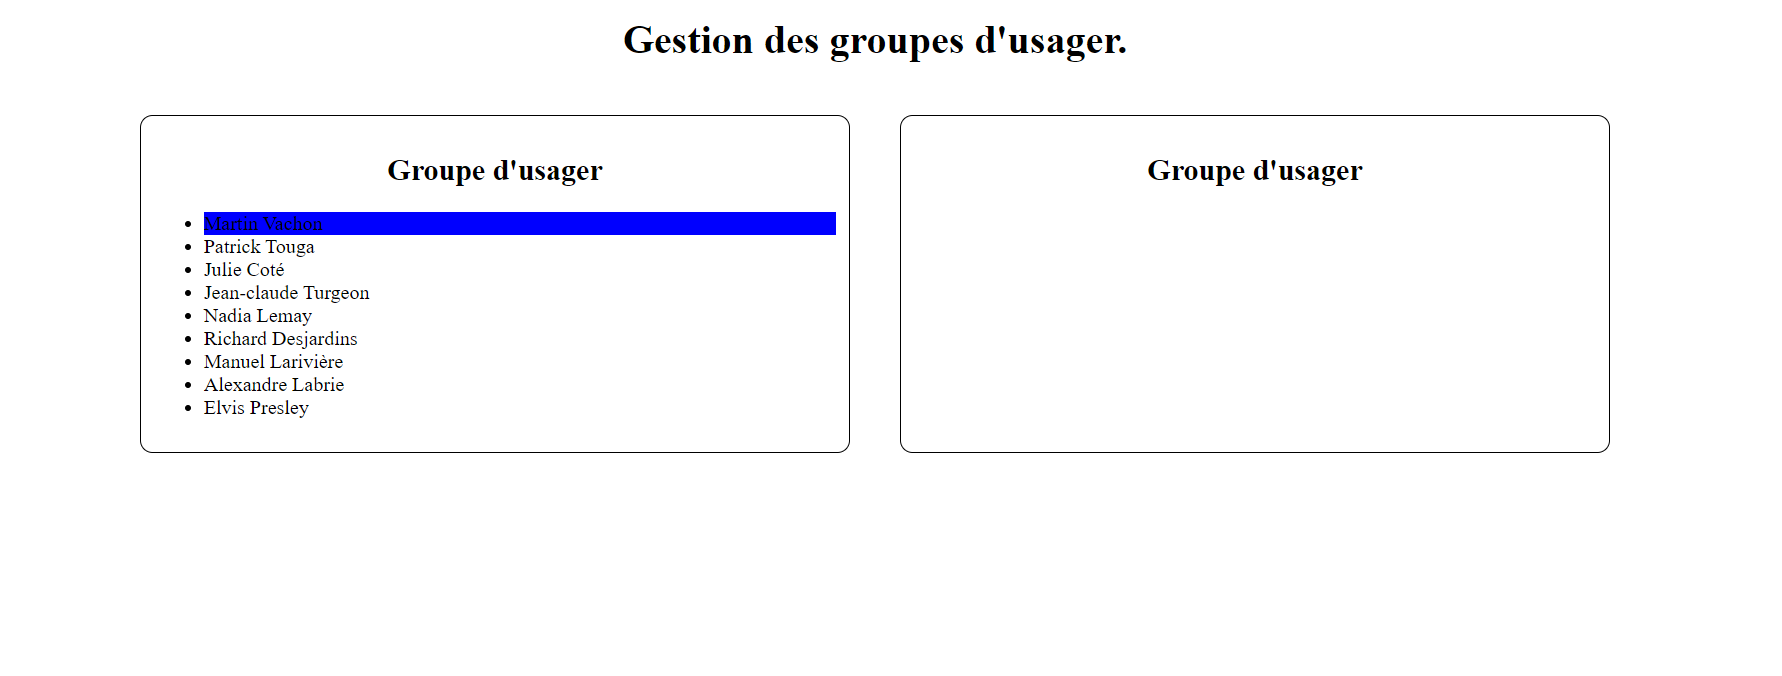 Gestion des groupes d'usager.
Groupe d'usager
Martin Vachon
Patrick Touga
Julie Coté
Jean-claude Turgeon
Nadia Lemay
Richard Desjardins
Manuel Larivière
Alexandre Labrie
Elvis Presley
Groupe d'usager